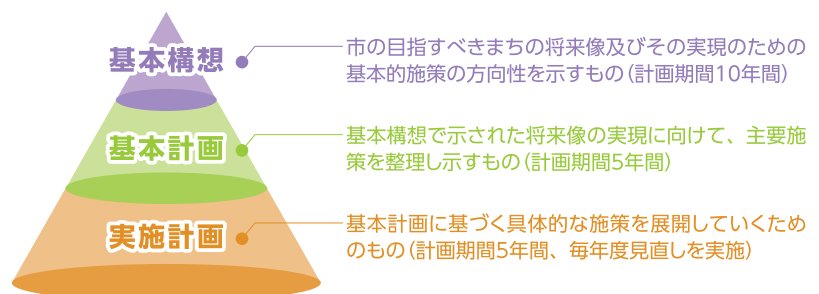 基本構想
市の目指すべきまちの将来像及びその実現のための
基本的施策の方向性を示すもの（計画期間10年間）
基本計画
基本構想で示された将来像の実現に向けて、主要施
策を整理し示すもの（計画期間5年間）
実施計画
基本計画に基づく具体的な施策を展開していくため
のもの（計画期間5年間、毎年度見直しを実施）